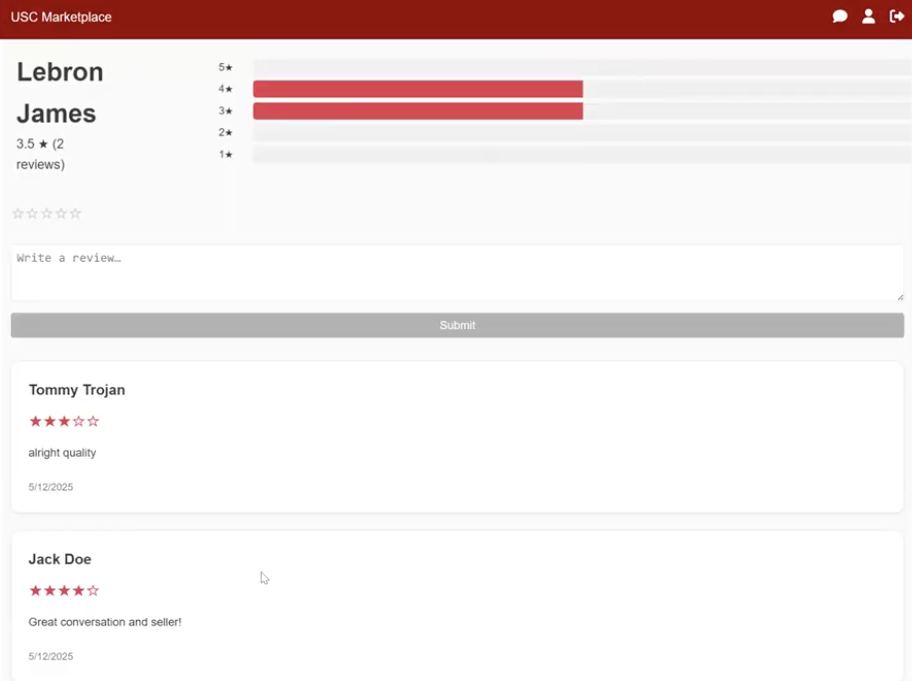 USC Marketplace
Lebron
James
3.5 ★ (2
reviews)
5★
4★
3★
2★
1★
☆☆☆☆☆
Write a review…
Submit
Tommy Trojan
★★★☆☆
alright quality
5/12/2025
Jack Doe
★★★★☆
Great conversation and seller!
5/12/2025